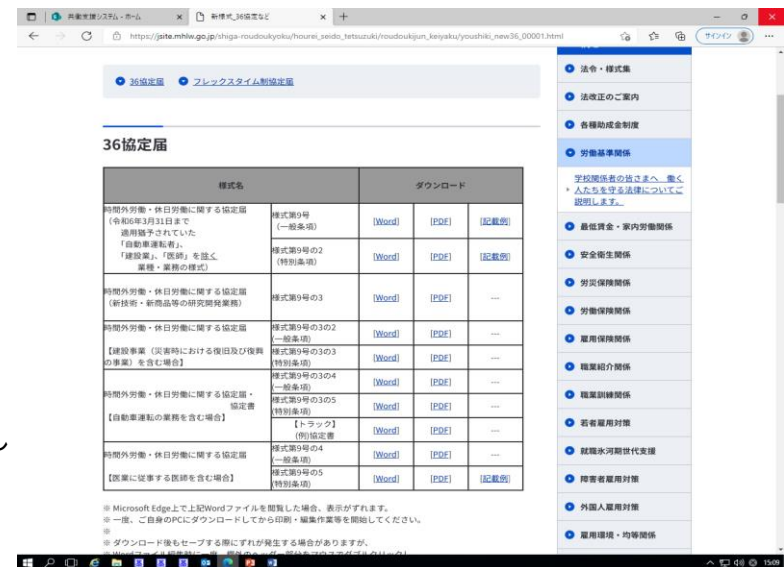 共働支援システム - ホーム
新様式_36協定など
https://jsite.mhlw.go.jp/shiga-roudoukyoku/hourei_seido_tetsuzuki/roudoukijun_keiyaku/youshiki_new36_00001.html
サインイン
36協定届
フレックスタイム制協定届
36協定届
様式名
ダウンロード
時間外労働・休日労働に関する協定届
（令和6年3月31日まで
適用猶予されていた
「自動車運転者」、
「建設業」、「医師」を除く
業種・業務の様式）
様式第9号
（一般条項）
[Word]
[PDF]
[記載例]
様式第9号の2
（特別条項）
[Word]
[PDF]
[記載例]
時間外労働・休日労働に関する協定届
（新技術・新商品等の研究開発業務）
様式第9号の3
[Word]
[PDF]
---
時間外労働・休日労働に関する協定届
【建設事業（災害時における復旧及び復興の事業）を含む場合】
様式第9号の3の2
(一般条項)
[Word]
[PDF]
---
様式第9号の3の3
(特別条項)
[Word]
[PDF]
---
時間外労働・休日労働に関する協定届・
協定書
【自動車運転の業務を含む場合】
様式第9号の3の4
(一般条項)
[Word]
[PDF]
---
様式第9号の3の5
(特別条項)
[Word]
[PDF]
---
【トラック】
(例)協定書
[Word]
[PDF]
---
時間外労働・休日労働に関する協定届
【医業に従事する医師を含む場合】
様式第9号の4
(一般条項)
[Word]
[PDF]
---
様式第9号の5
(特別条項)
[Word]
[PDF]
[記載例]
※ Microsoft Edge上で上記Wordファイルを閲覧した場合、表示がずれます。
※ 一度、ご自身のPCにダウンロードしてから印刷・編集作業等を開始してください。
※
※ ダウンロード後もセーブする際にずれが発生する場合がありますが、
法令・様式集
法改正のご案内
各種助成金制度
労働基準関係
学校関係者の皆さまへ 働く
人たちを守る法律についてご
説明します。
最低賃金・家内労働関係
安全衛生関係
労災保険関係
労働保険関係
雇用保険関係
職業紹介関係
職業訓練関係
若者雇用対策
就職氷河期世代支援
障害者雇用対策
外国人雇用対策
雇用環境・均等関係
15:09